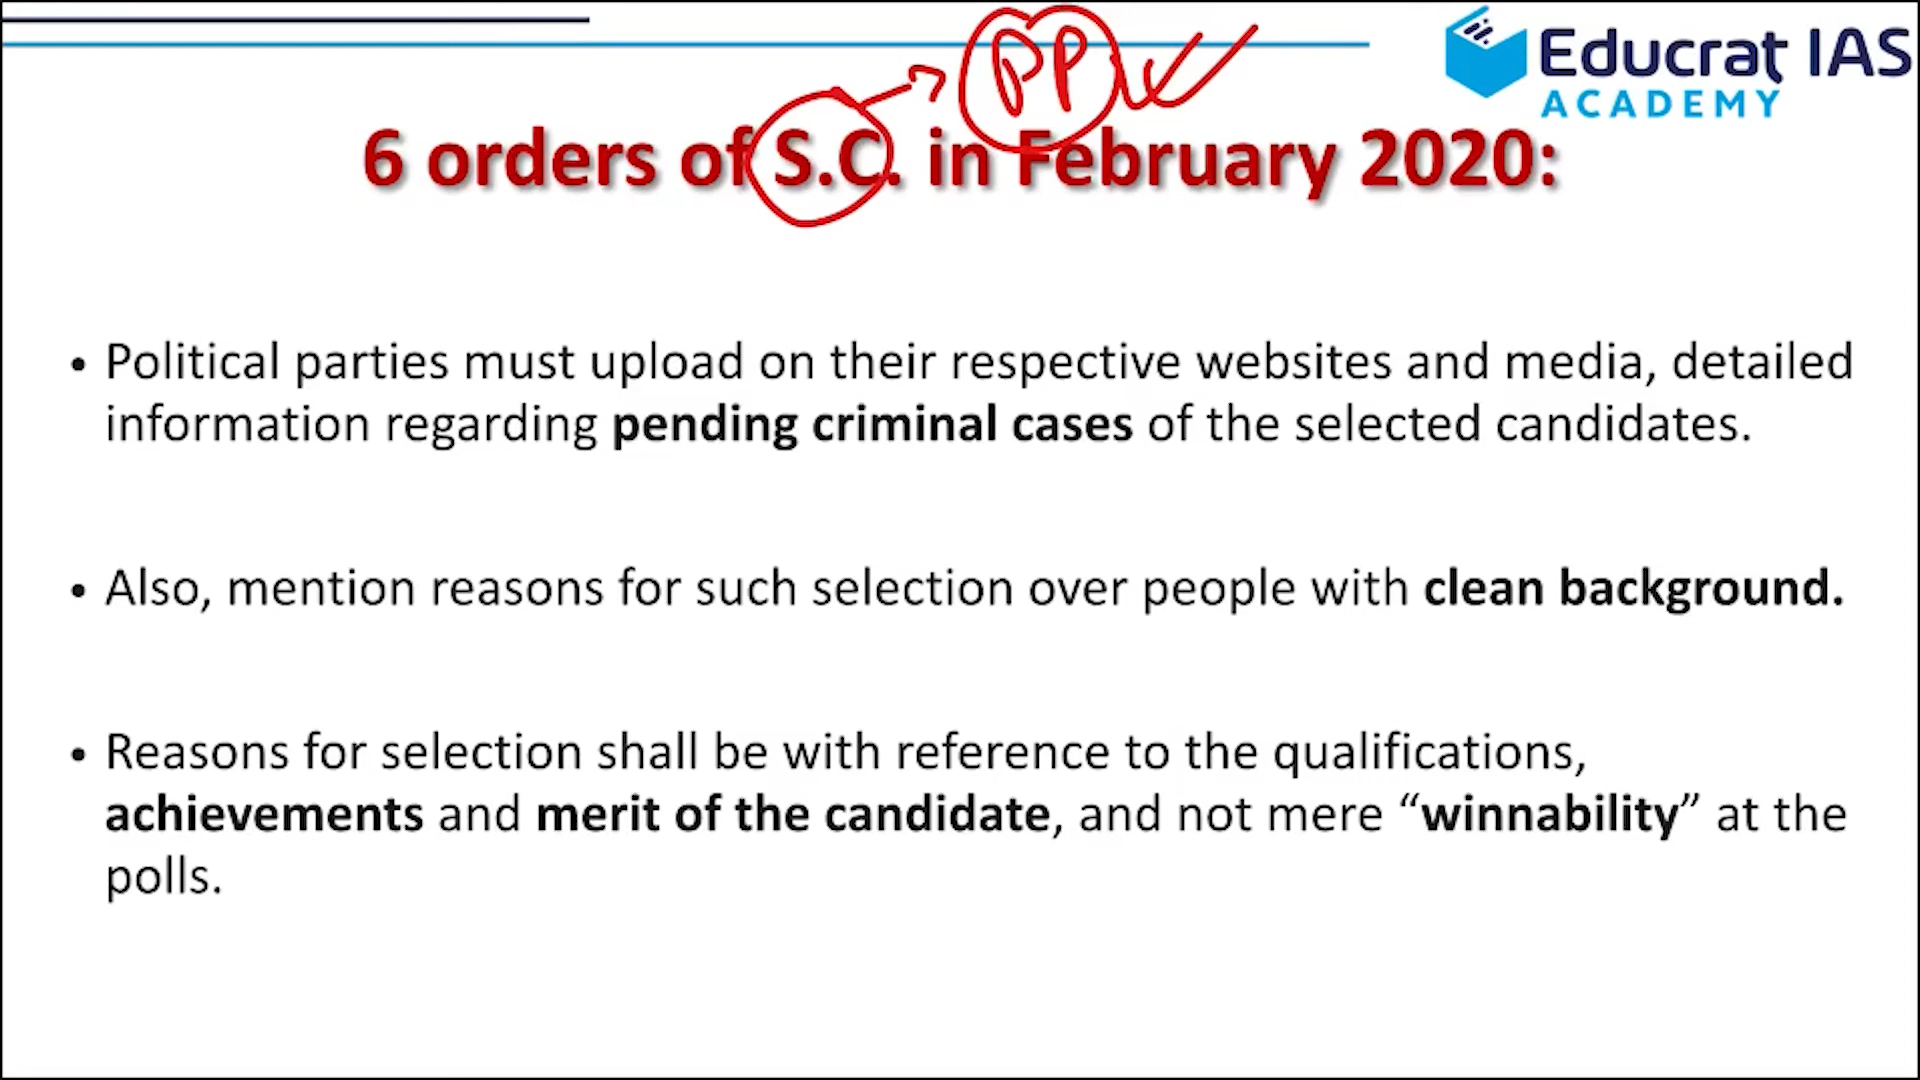 PP
Educrat IAS
ACADEMY
6 orders of S.C. in February 2020:
• Political parties must upload on their respective websites and media, detailed
information regarding pending criminal cases of the selected candidates.
• Also, mention reasons for such selection over people with clean background.
• Reasons for selection shall be with reference to the qualifications,
achievements and merit of the candidate, and not mere “winnability” at the
polls.